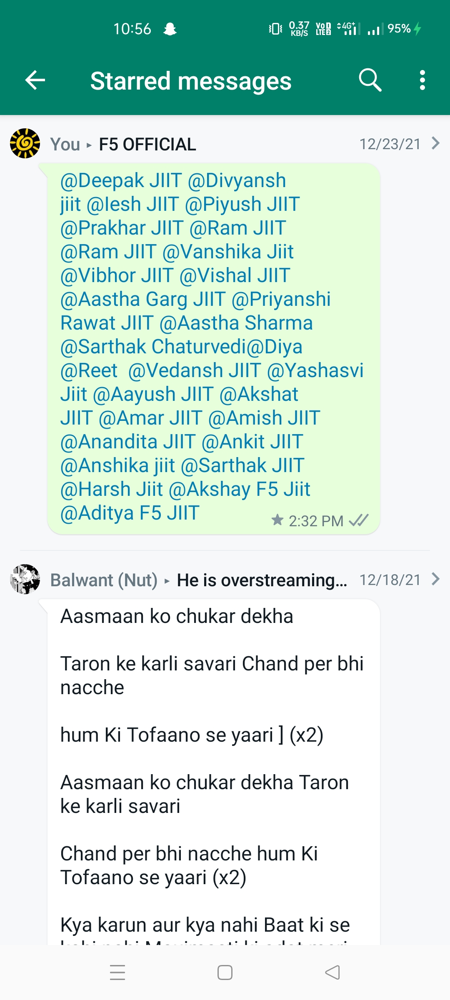 10:56 0.37 KB/S VoD LTE2 4G+ 95%
Starred messages
You ▸ F5 OFFICIAL 12/23/21
@Deepak JIIT @Divyansh
jiit @Iesh JIIT @Piyush JIIT
@Prakhar JIIT @Ram JIIT
@Ram JIIT @Vanshika Jiit
@Vibhor JIIT @Vishal JIIT
@Aastha Garg JIIT @Priyanshi
Rawat JIIT @Aastha Sharma
@Sarthak Chaturvedi@Diya
@Reet @Vedansh JIIT @Yashasvi
Jiit @Aayush JIIT @Akshat
JIIT @Amar JIIT @Amish JIIT
@Anandita JIIT @Ankit JIIT
@Anshika jiit @Sarthak JIIT
@Harsh Jiit @Akshay F5 Jiit
@Aditya F5 JIIT
2:32 PM
Balwant (Nut) ▸ He is overstreaming... 12/18/21
Aasmaan ko chukar dekha
Taron ke karli savari Chand per bhi
nacche
hum Ki Tofaano se yaari ] (x2)
Aasmaan ko chukar dekha Taron
ke karli savari
Chand per bhi nacche hum Ki
Tofaano se yaari (x2)
Kya karun aur kya nahi Baat ki se